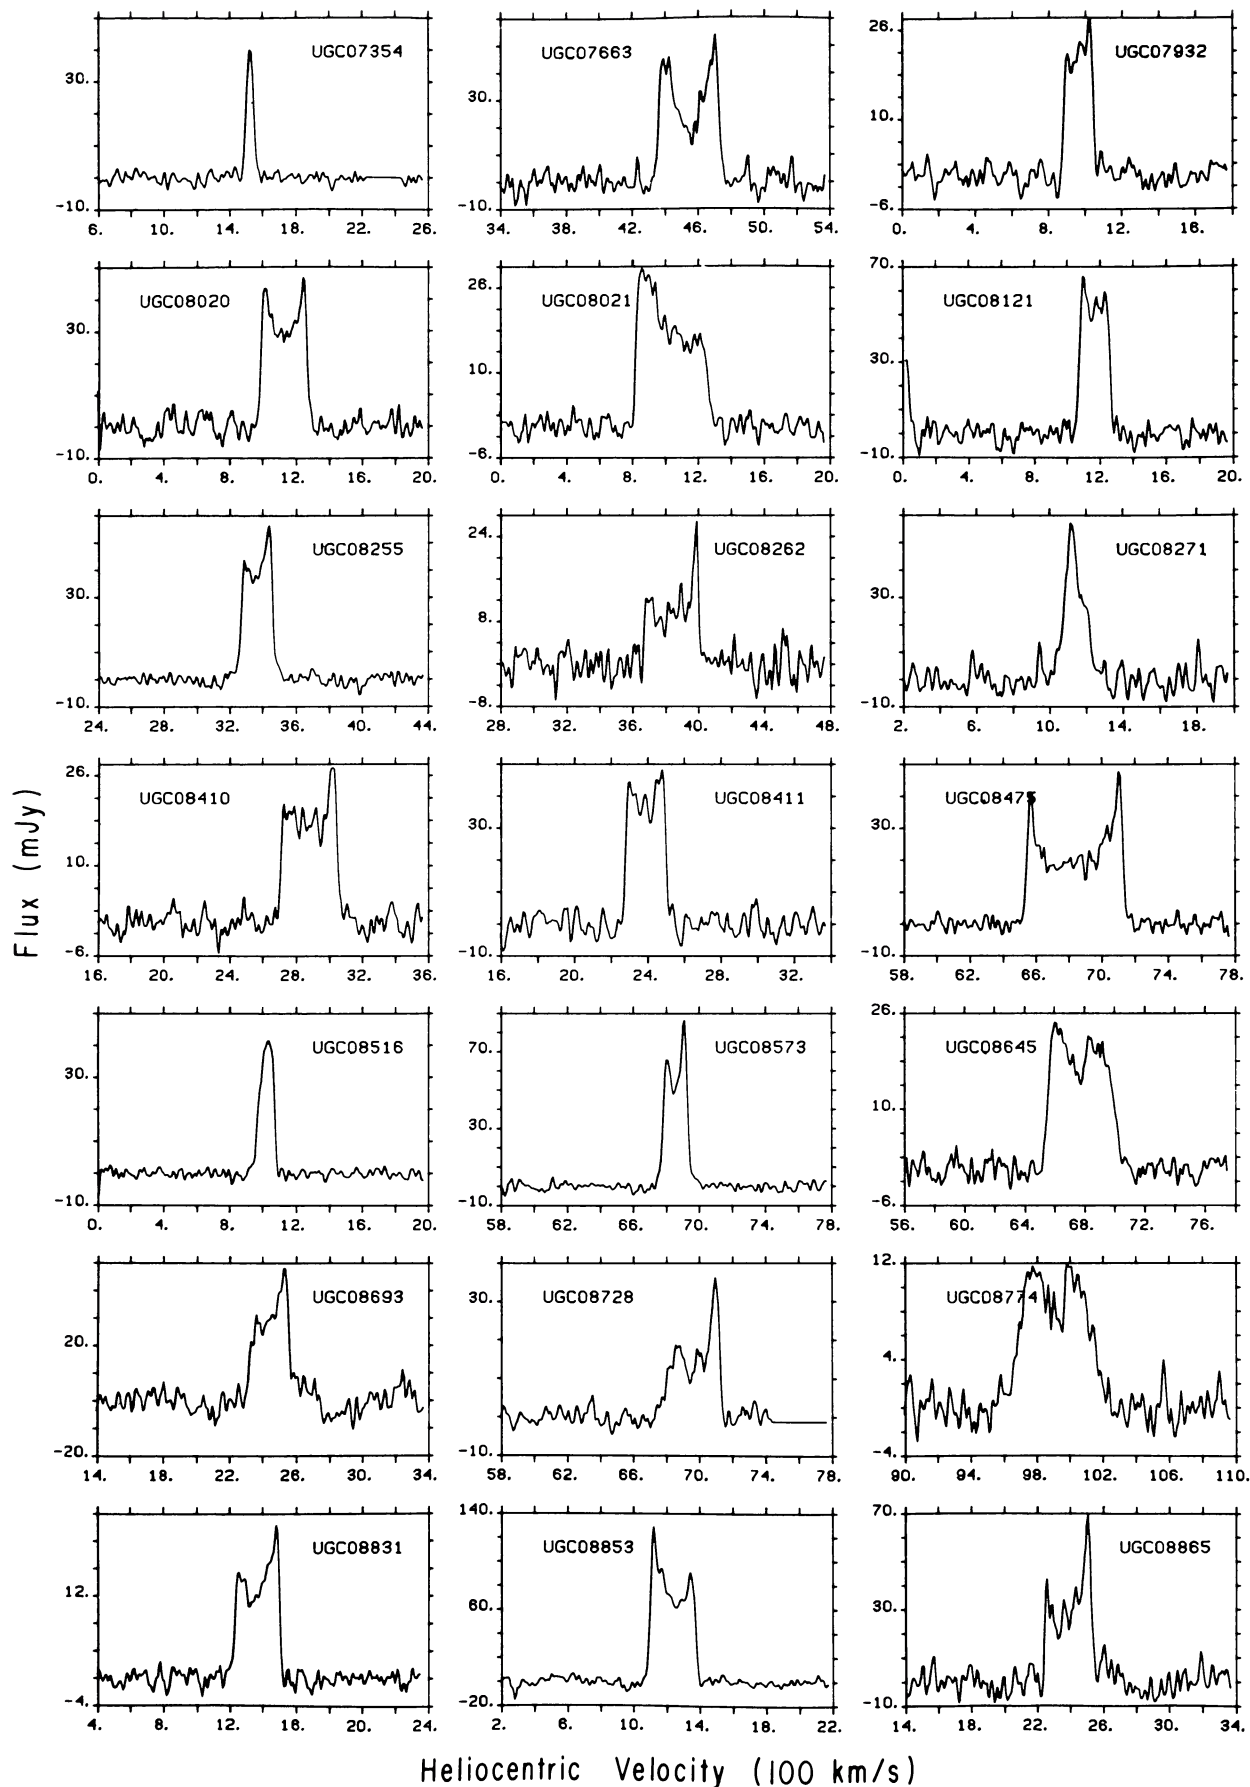 UGC07354
30.
-10.
6. 10. 14. 18. 22. 26.
UGC07663
30.
-10.
34. 38. 42. 46. 50. 54.
UGC07932
26.
10.
-6.
0. 4. 8. 12. 16.
UGC08020
30.
-10.
0. 4. 8. 12. 16. 20.
UGC08021
26.
10.
-6.
0. 4. 8. 12. 16. 20.
UGC08121
70.
30.
-10.
0. 4. 8. 12. 16. 20.
UGC08255
30.
-10.
24. 28. 32. 36. 40. 44.
UGC08262
24.
8.
-8.
28. 32. 36. 40. 44. 48.
UGC08271
30.
-10.
2. 6. 10. 14. 18.
UGC08410
26.
10.
-6.
16. 20. 24. 28. 32. 36.
UGC08411
30.
-10.
16. 20. 24. 28. 32.
UGC08475
30.
-10.
58. 62. 66. 70. 74. 78.
UGC08516
30.
-10.
0. 4. 8. 12. 16. 20.
UGC08573
70.
30.
-10.
58. 62. 66. 70. 74. 78.
UGC08645
26.
10.
-6.
56. 60. 64. 68. 72. 76.
UGC08693
20.
-20.
14. 18. 22. 26. 30. 34.
UGC08728
30.
-10.
58. 62. 66. 70. 74. 78.
UGC08774
12.
4.
-4.
90. 94. 98. 102. 106. 110.
UGC08831
12.
-4.
4. 8. 12. 16. 20. 24.
UGC08853
140.
60.
-20.
2. 6. 10. 14. 18. 22.
UGC08865
70.
30.
-10.
14. 18. 22. 26. 30. 34.
Flux (mJy)
Heliocentric Velocity (100 km/s)